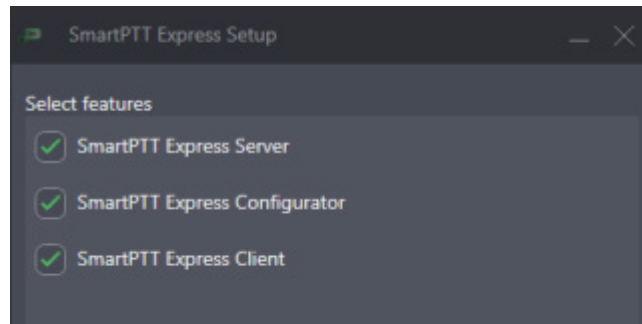 SmartPTT Express Setup
Select features
SmartPTT Express Server
SmartPTT Express Configurator
SmartPTT Express Client